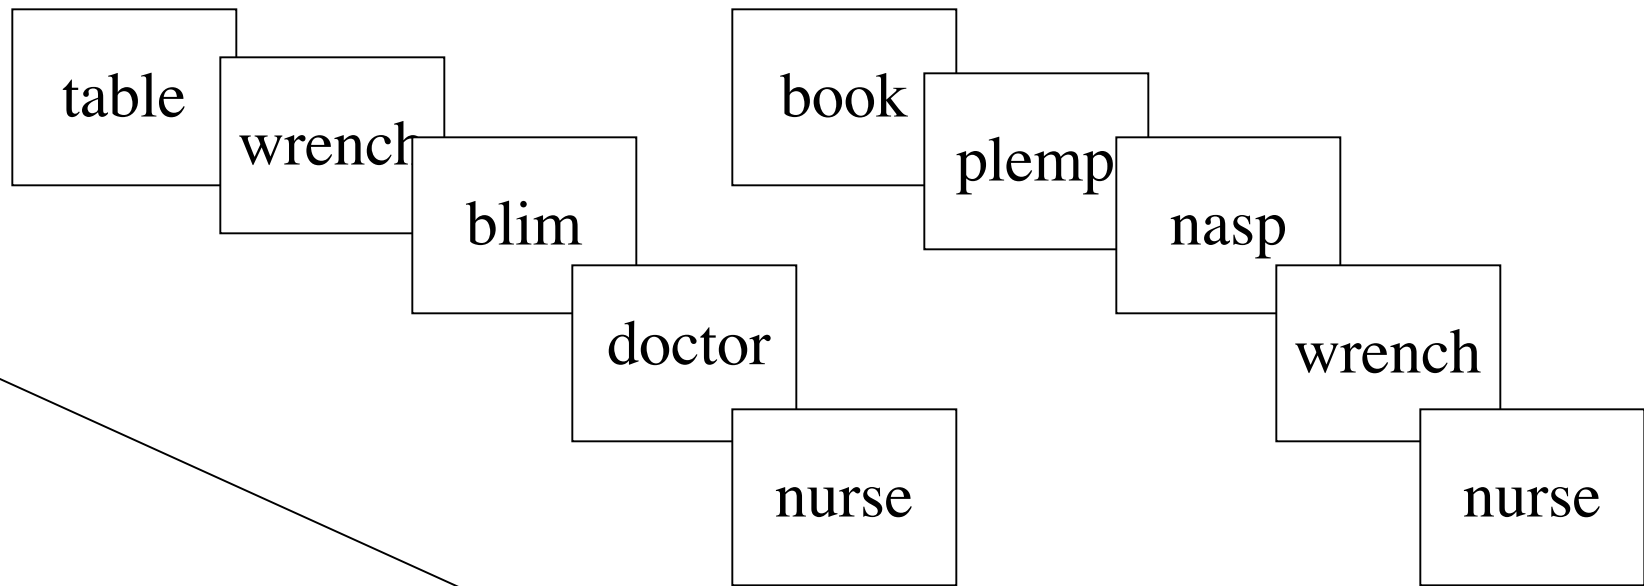 table
wrench
blim
doctor
nurse
book
plemp
nasp
wrench
nurse